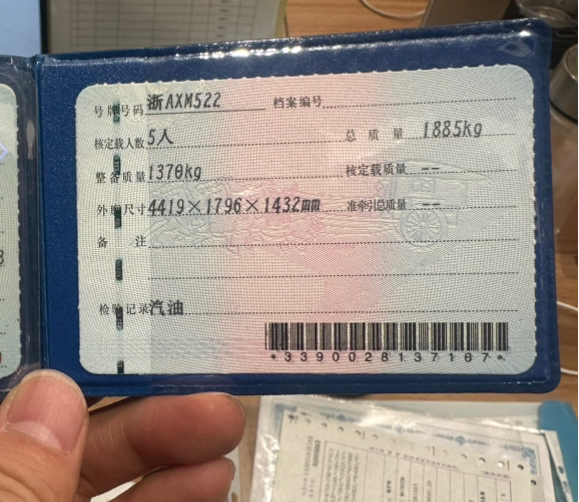 号牌号码 浙AXM522 档案编号
核定载人数 5人 总质量 1885kg
整备质量 1370kg 核定载质量 --
外廓尺寸 4419×1796×1432mm 准牵引总质量 --
备注
检验记录 汽油
*3390028137167*